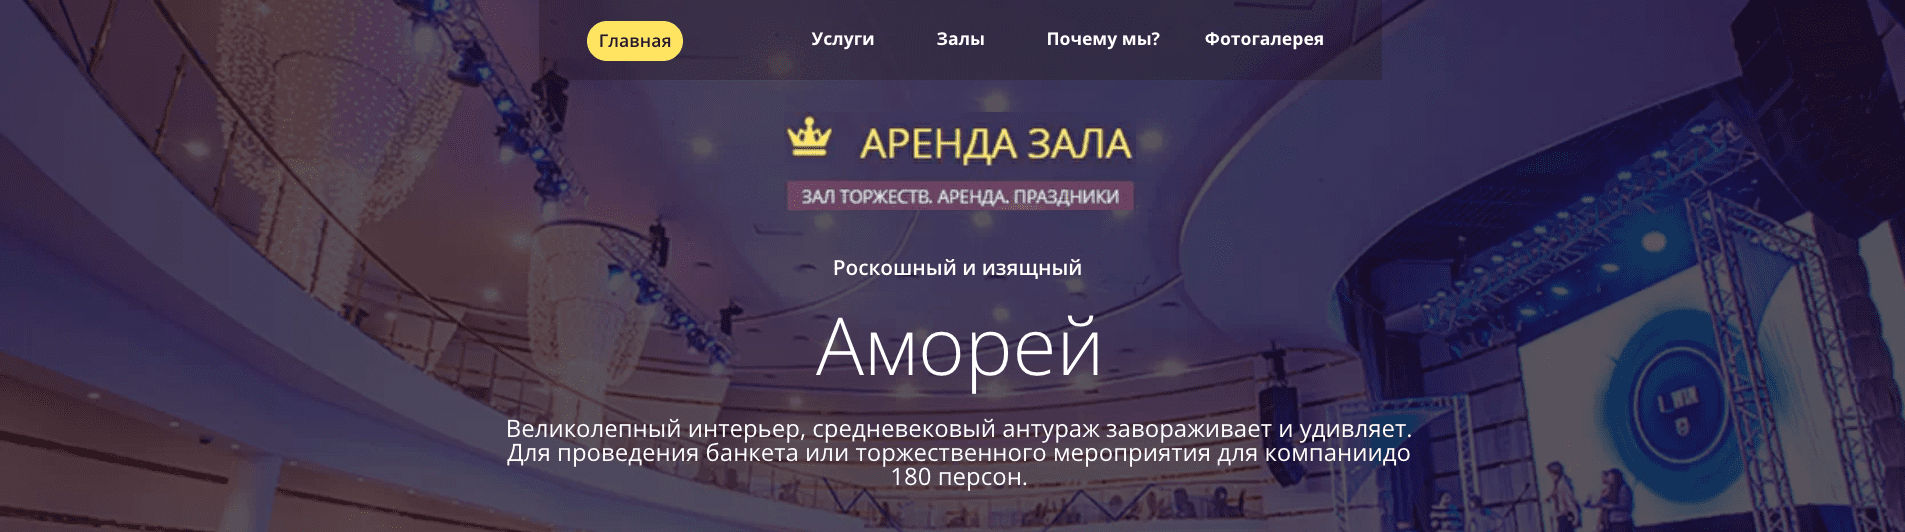 Главная Услуги Залы Почему мы? Фотогалерея
АРЕНДА ЗАЛА
ЗАЛ ТОРЖЕСТВ. АРЕНДА. ПРАЗДНИКИ
Роскошный и изящный
Аморей
Великолепный интерьер, средневековый антураж завораживает и удивляет.
Для проведения банкета или торжественного мероприятия для компаниидо
180 персон.